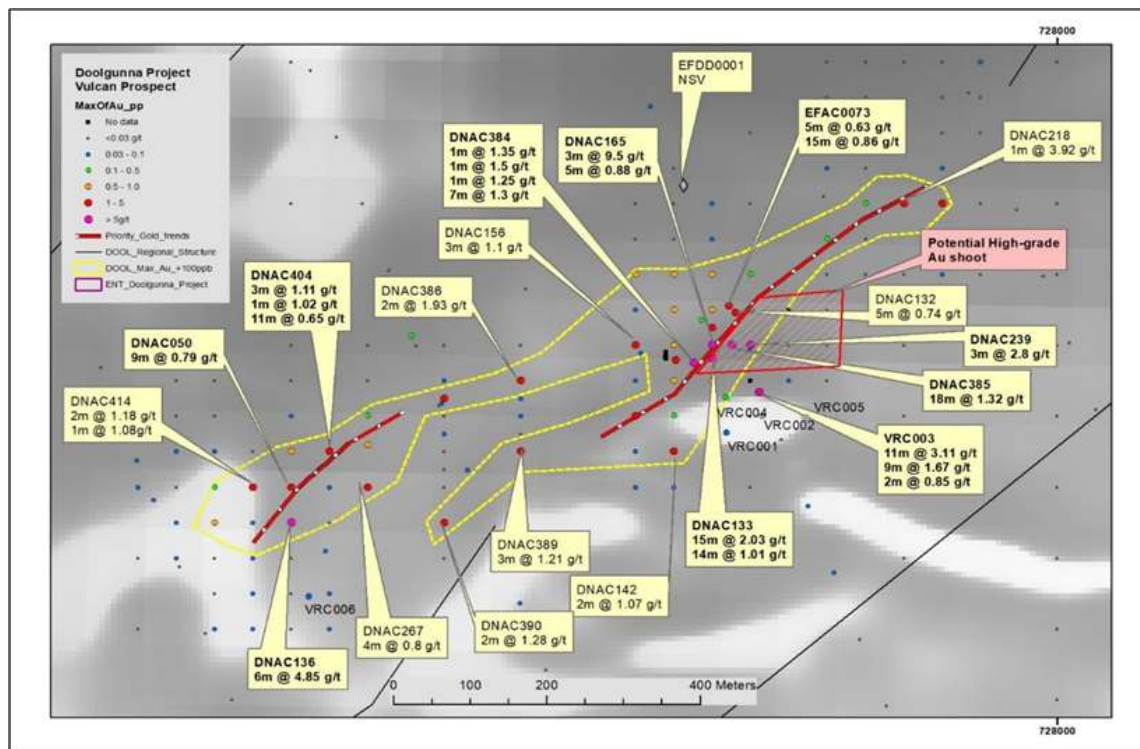 728000
Doolgunna Project
Vulcan Prospect
MaxOfAu_pp
No data
<0.03 g/t
0.03 - 0.1
0.1 - 0.5
0.5 - 1.0
1 - 5
> 5g/t
Priority_Gold_trends
DOOL_Regional_Structure
DOOL_Max_Au_+100ppb
ENT_Doolgunna_Project
EFDD0001
NSV
DNAC384
1m @ 1.35 g/t
1m @ 1.5 g/t
1m @ 1.25 g/t
7m @ 1.3 g/t
DNAC165
3m @ 9.5 g/t
5m @ 0.88 g/t
EFAC0073
5m @ 0.63 g/t
15m @ 0.86 g/t
DNAC218
1m @ 3.92 g/t
DNAC156
3m @ 1.1 g/t
Potential High-grade
Au shoot
DNAC404
3m @ 1.11 g/t
1m @ 1.02 g/t
11m @ 0.65 g/t
DNAC386
2m @ 1.93 g/t
DNAC132
5m @ 0.74 g/t
DNAC050
9m @ 0.79 g/t
DNAC239
3m @ 2.8 g/t
DNAC385
18m @ 1.32 g/t
DNAC414
2m @ 1.18 g/t
1m @ 1.08g/t
VRC004
VRC005
VRC002
VRC001
VRC003
11m @ 3.11 g/t
9m @ 1.67 g/t
2m @ 0.85 g/t
DNAC133
15m @ 2.03 g/t
14m @ 1.01 g/t
DNAC389
3m @ 1.21 g/t
DNAC142
2m @ 1.07 g/t
VRC006
DNAC267
4m @ 0.8 g/t
DNAC390
2m @ 1.28 g/t
DNAC136
6m @ 4.85 g/t
0 100 200 400 Meters
728000